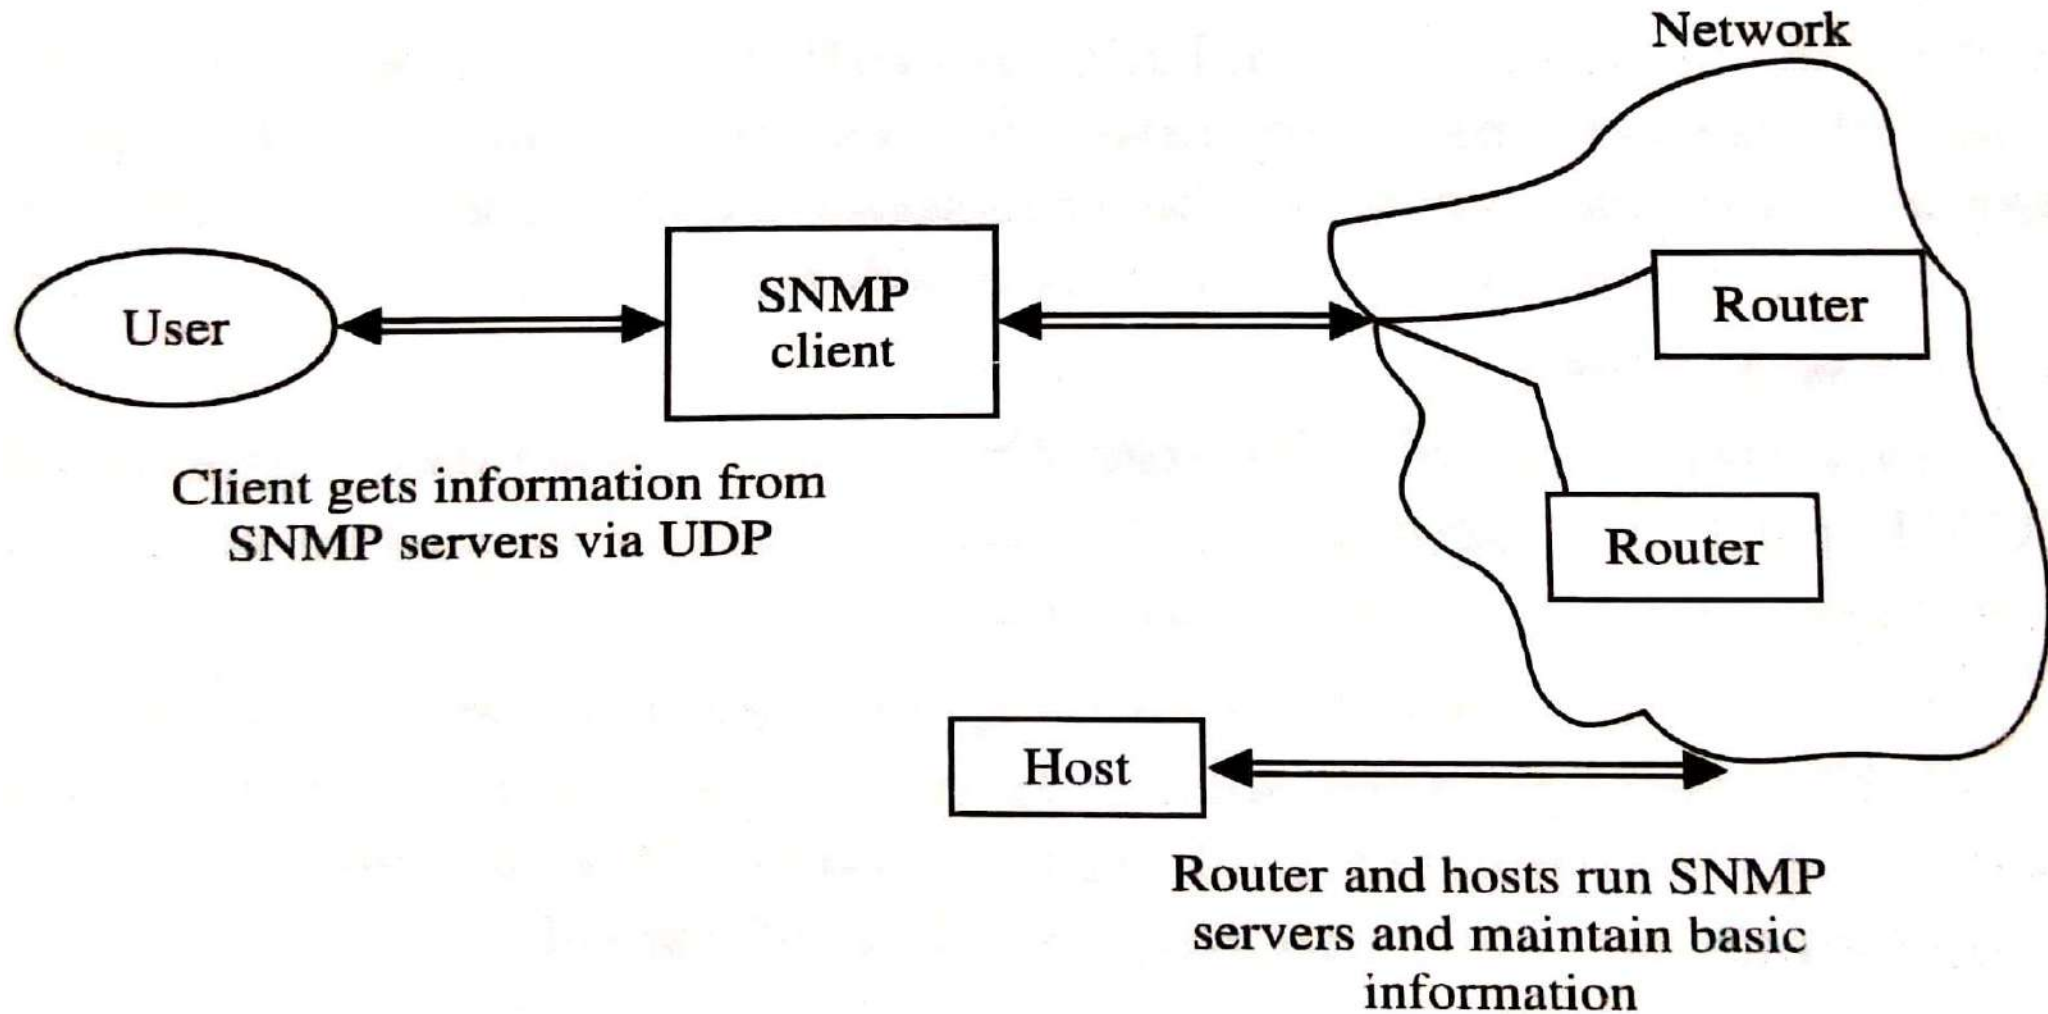 Network
User
SNMP
client
Router
Client gets information from
SNMP servers via UDP
Router
Host
Router and hosts run SNMP
servers and maintain basic
information